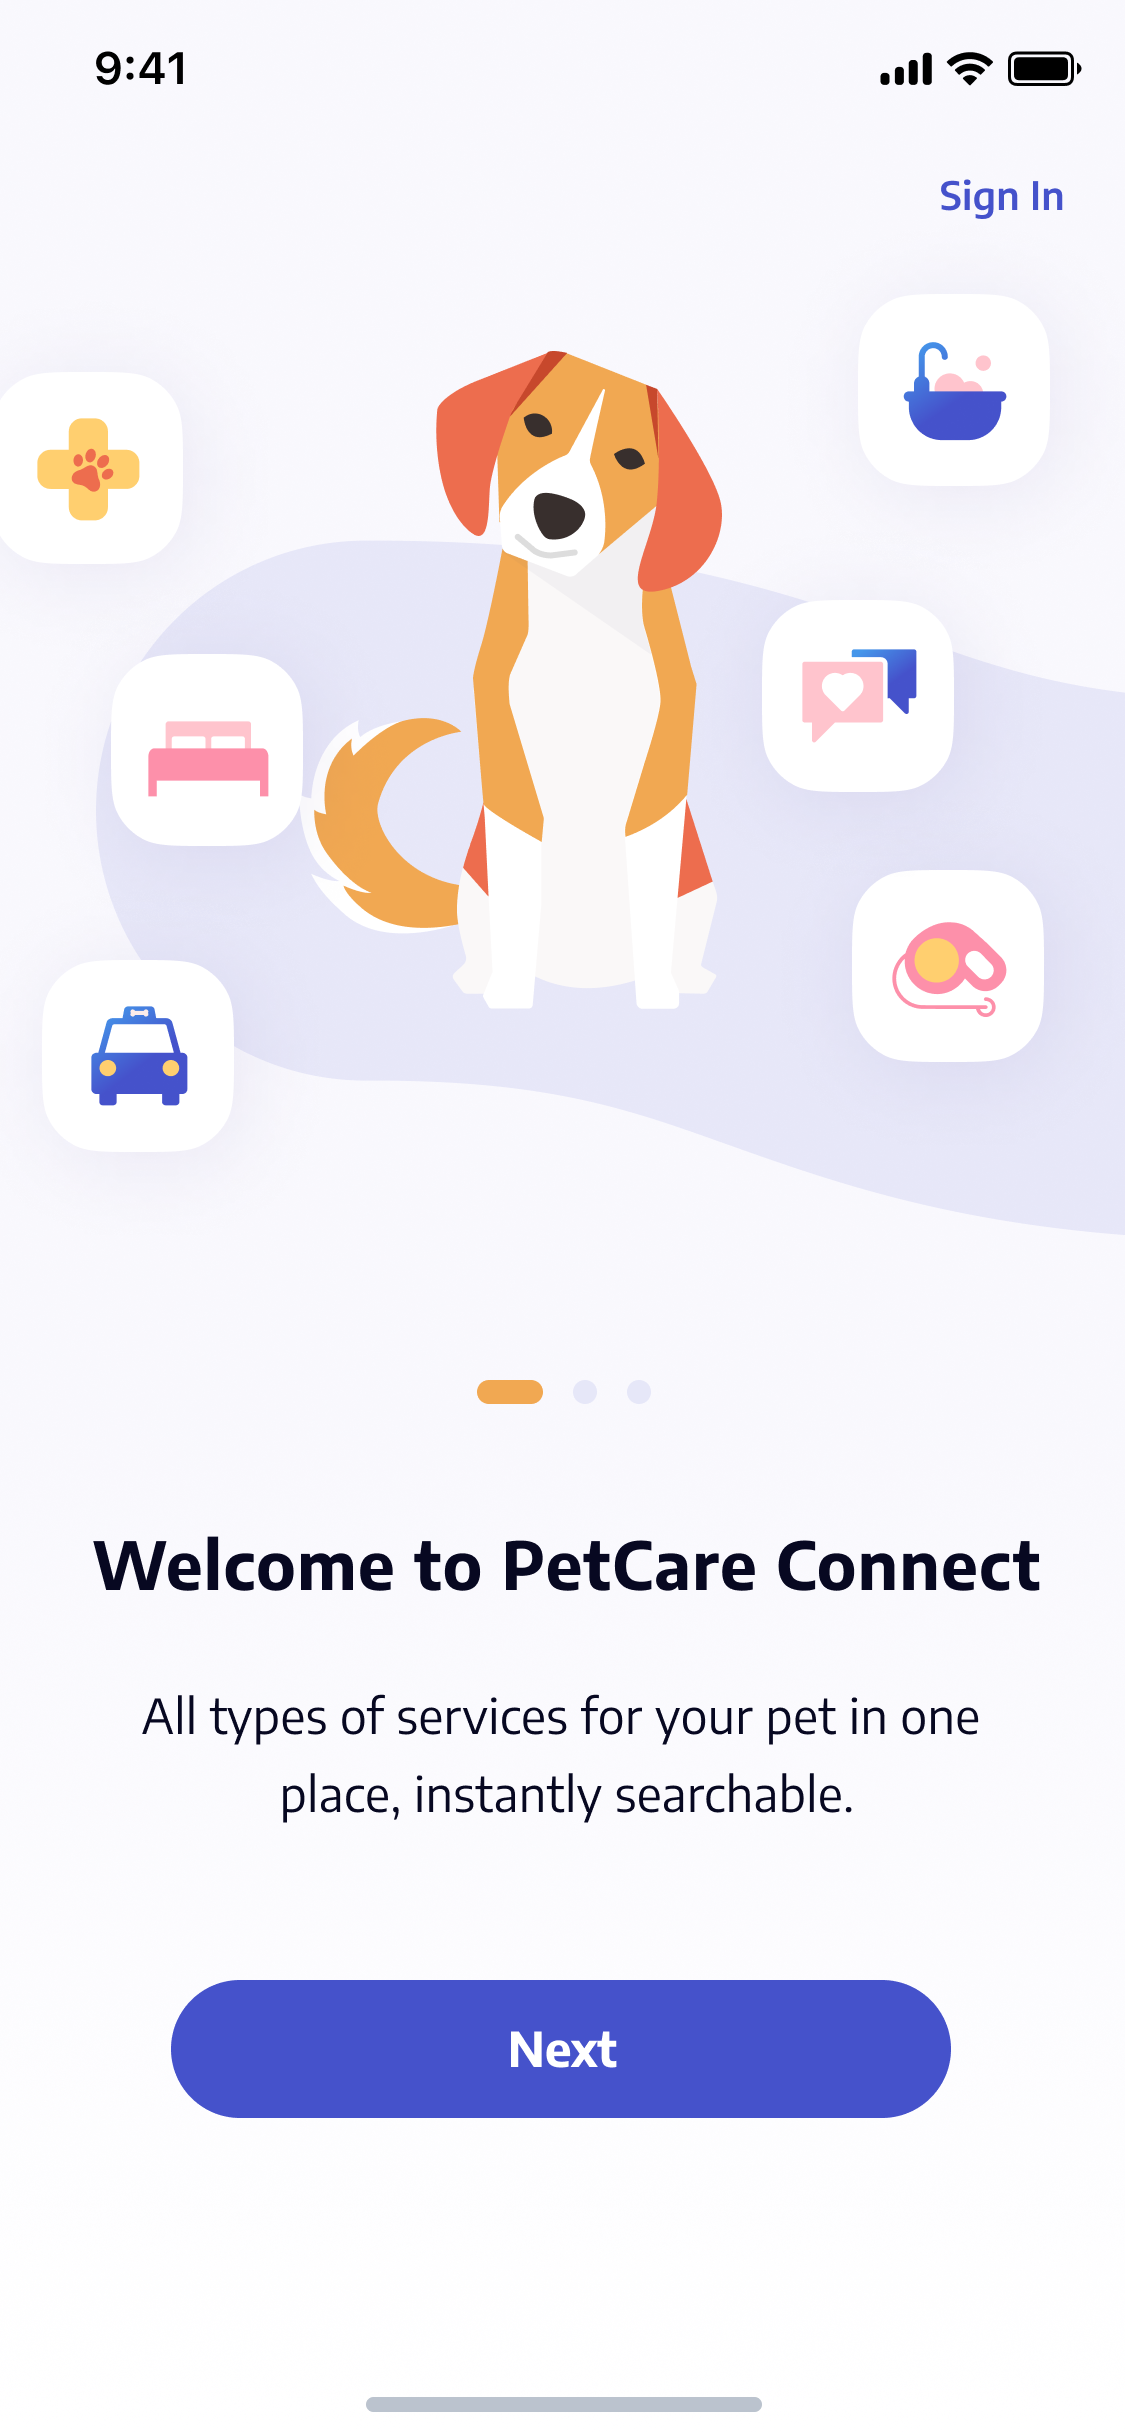 9:41
Sign In
Welcome to PetCare Connect
All types of services for your pet in one
place, instantly searchable.
Next